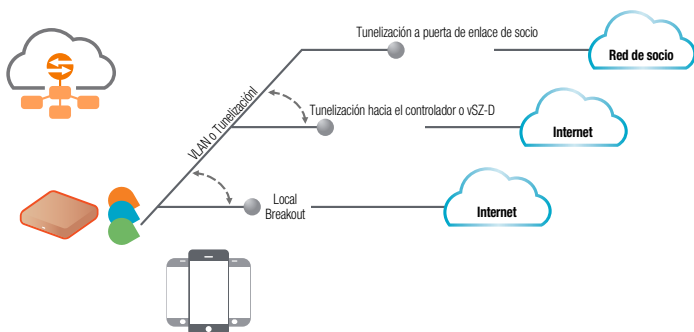 Tunelización a puerta de enlace de socio
Red de socio
VLAN o Tunelización!
Tunelización hacia el controlador o vSZ-D
Internet
Local
Breakout
Internet